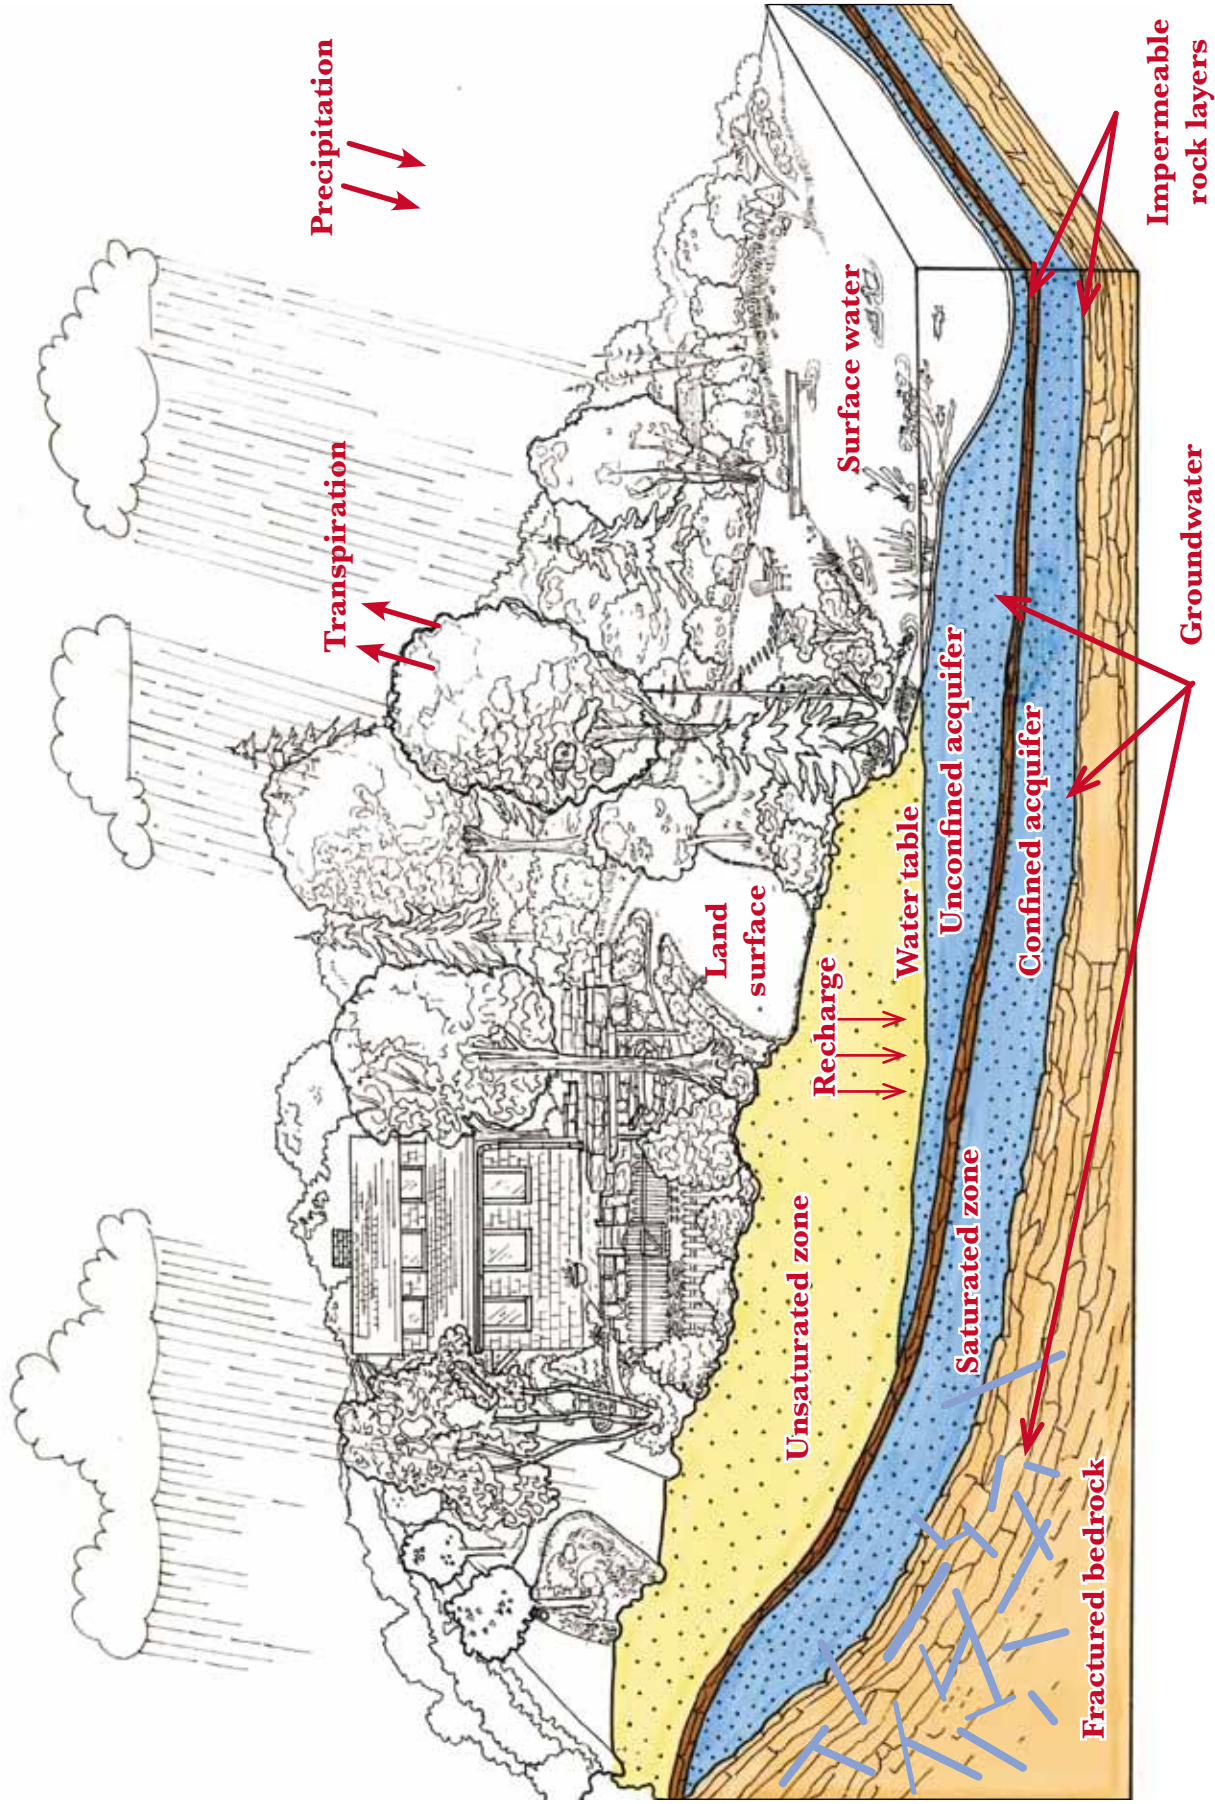 Precipitation
Transpiration
Surface water
Land
surface
Recharge
Water table
Unconfined acquifer
Confined acquifer
Unsaturated zone
Saturated zone
Fractured bedrock
Groundwater
Impermeable
rock layers